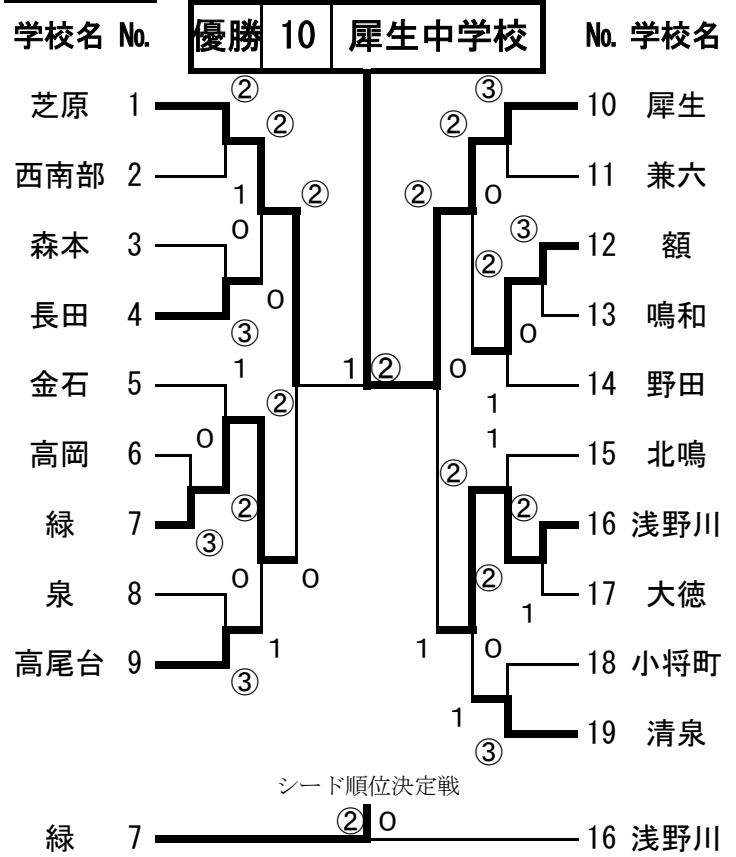 学校名 No. 優勝 10 犀生中学校 No. 学校名
② ③
芝原 1 10 犀生
② ②
西南部 2 11 兼六
1 ② ② 0
0 ③
森本 3 12 額
②
0
長田 4 13 鳴和
③ 0
1 1 ② 0
金石 5 14 野田
② 1
0 1
高岡 6 15 北鳴
②
② ②
緑 7 16 浅野川
③
0 0 ②
泉 8 17 大徳
1
1 1 0
高尾台 9 18 小将町
③
1
19 清泉
③
シード順位決定戦
② 0
緑 7 16 浅野川